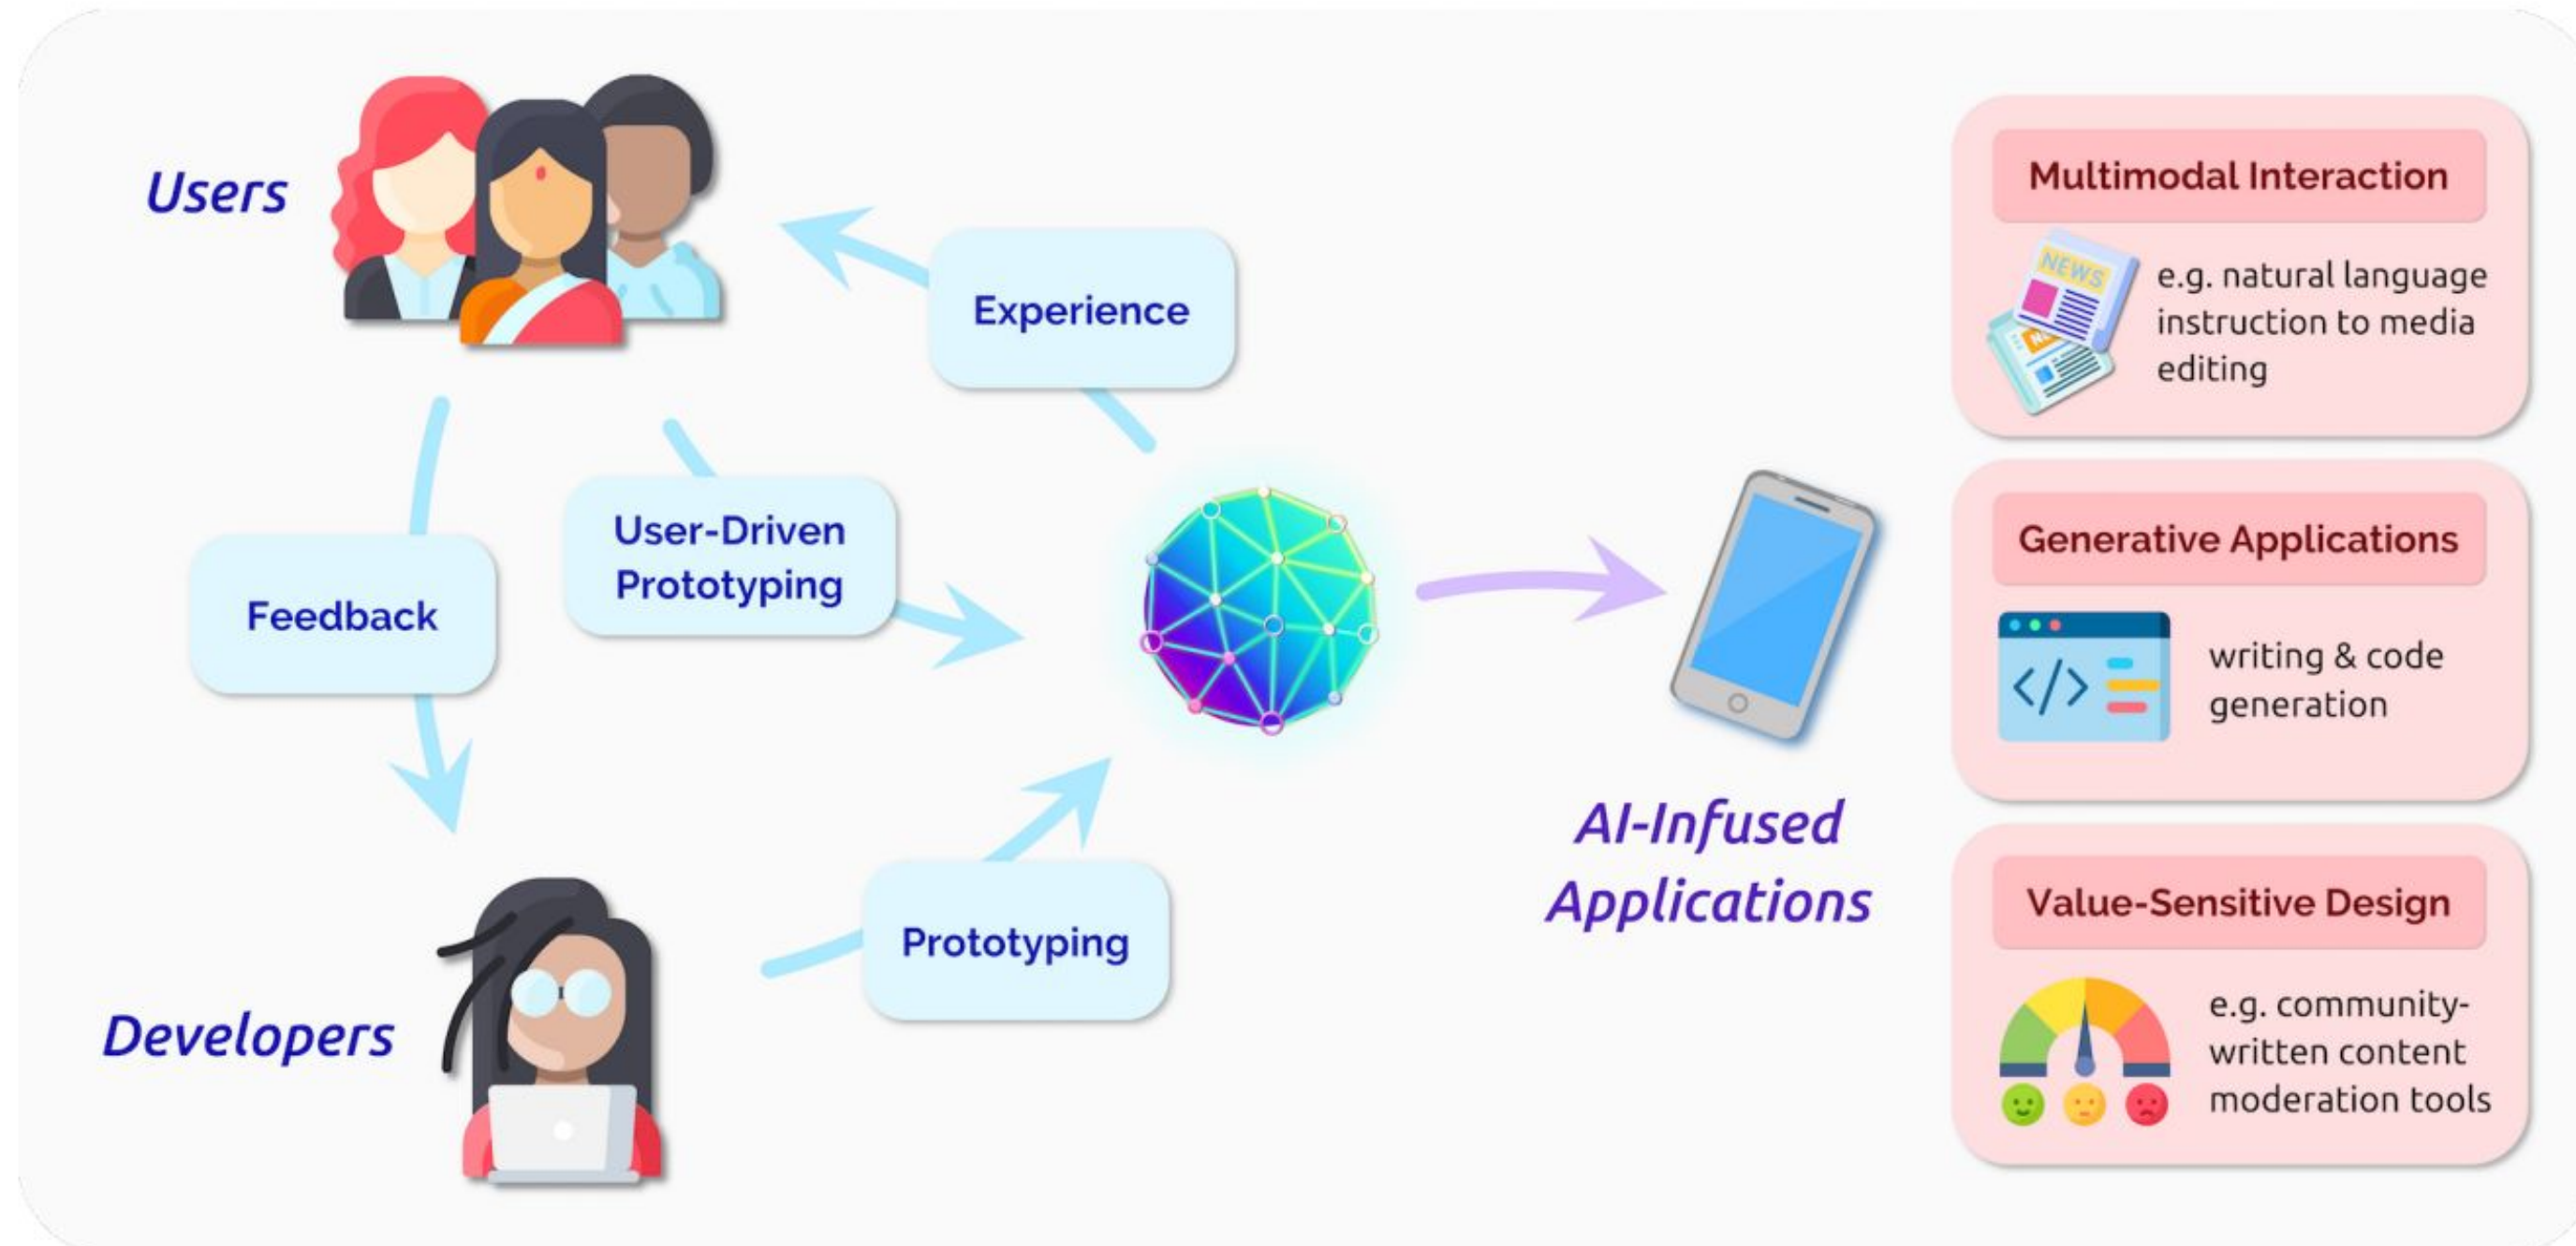 Users
Experience
User-Driven
Prototyping
Feedback
Prototyping
Developers
AI-Infused
Applications
Multimodal Interaction
NEWS
e.g. natural language
instruction to media
editing
Generative Applications
</>
writing & code
generation
Value-Sensitive Design
e.g. community-
written content
moderation tools